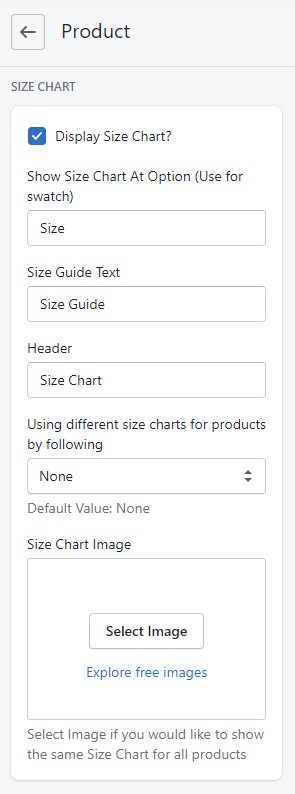 Product
SIZE CHART
Display Size Chart?
Show Size Chart At Option (Use for
swatch)
Size
Size Guide Text
Size Guide
Header
Size Chart
Using different size charts for products
by following
None
Default Value: None
Size Chart Image
Select Image
Explore free images
Select Image if you would like to show
the same Size Chart for all products